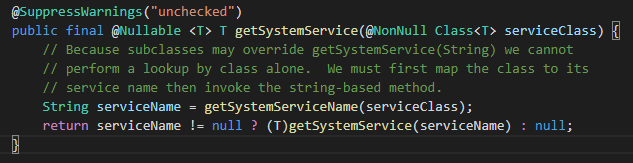 @SuppressWarnings("unchecked")
public final @Nullable <T> T getSystemService(@NonNull Class<T> serviceClass) {
// Because subclasses may override getSystemService(String) we cannot
// perform a lookup by class alone.  We must first map the class to its
// service name then invoke the string-based method.
String serviceName = getSystemServiceName(serviceClass);
return serviceName != null ? (T)getSystemService(serviceName) : null;
}